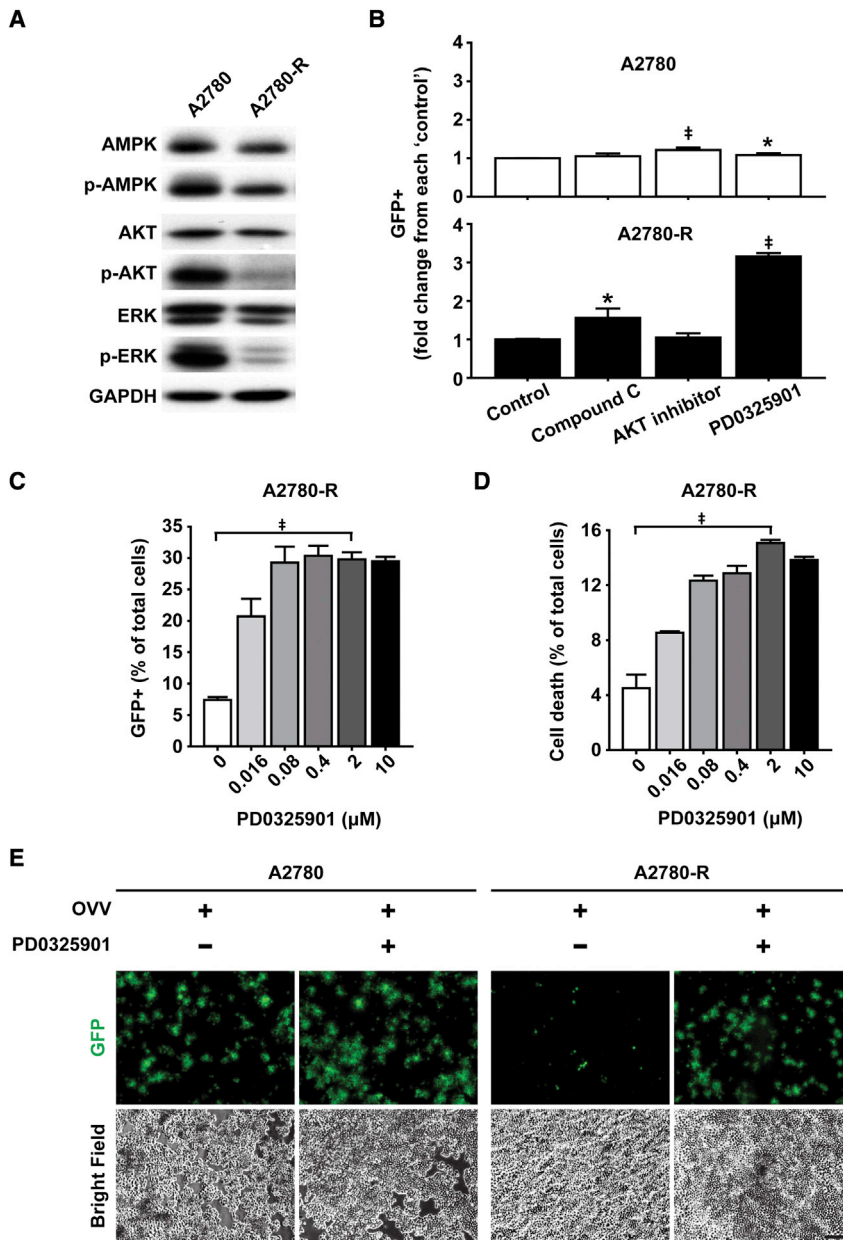 A
A2780
A2780-R
AMPK
p-AMPK
AKT
p-AKT
ERK
p-ERK
GAPDH
B
GFP+
(fold change from each ‘control’)
4
3
2
1
0
A2780
‡
*
4
3
2
1
0
A2780-R
*
‡
Control
Compound C
AKT inhibitor
PD0325901
C
A2780-R
GFP+ (% of total cells)
35
30
25
20
15
10
5
0
‡
0
0.016
0.08
0.4
2
10
PD0325901 (µM)
D
A2780-R
Cell death (% of total cells)
16
12
8
4
0
‡
0
0.016
0.08
0.4
2
10
PD0325901 (µM)
E
A2780
A2780-R
OVV + + + +
PD0325901 − + − +
GFP
Bright Field